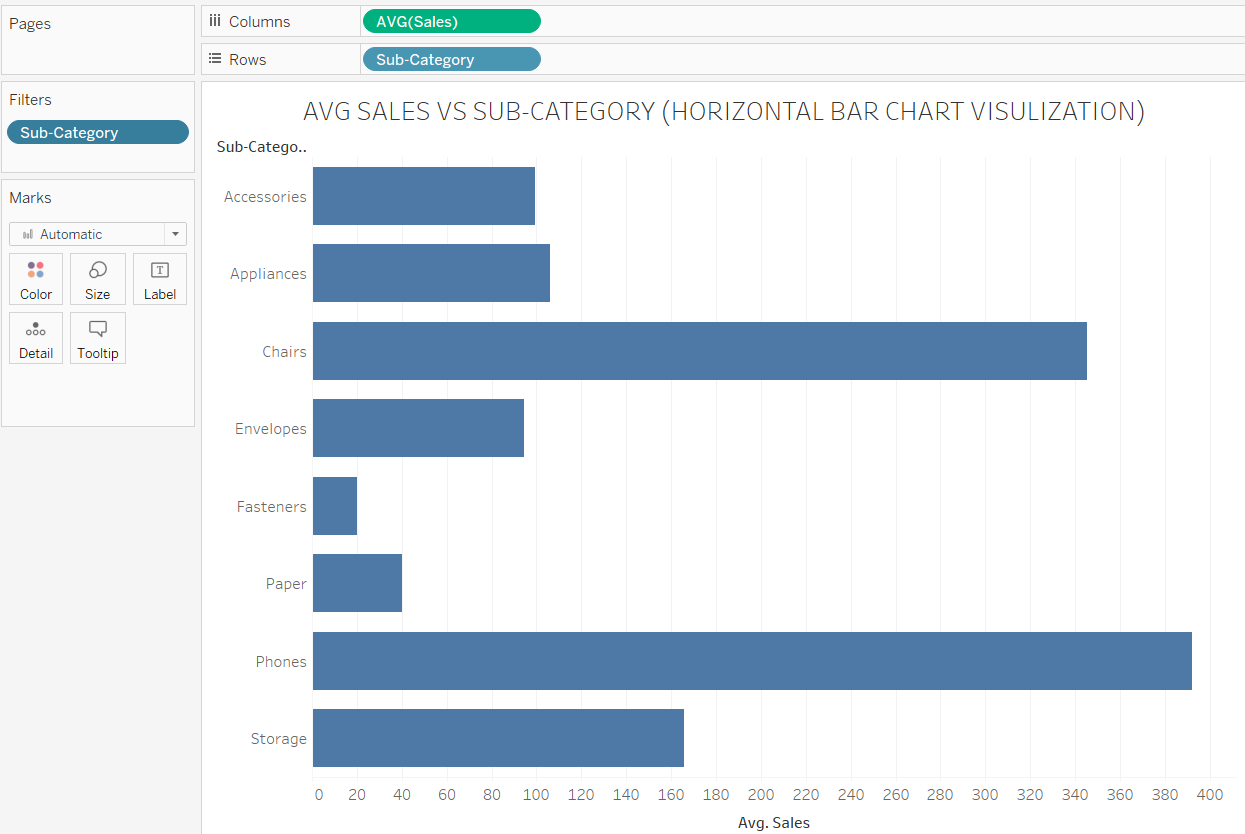 Pages
Columns
AVG(Sales)
Rows
Sub-Category
Filters
Sub-Category
Marks
Automatic
Color
Size
Label
Detail
Tooltip
AVG SALES VS SUB-CATEGORY (HORIZONTAL BAR CHART VISULIZATION)
Sub-Catego..
Accessories
Appliances
Chairs
Envelopes
Fasteners
Paper
Phones
Storage
0 20 40 60 80 100 120 140 160 180 200 220 240 260 280 300 320 340 360 380 400
Avg. Sales